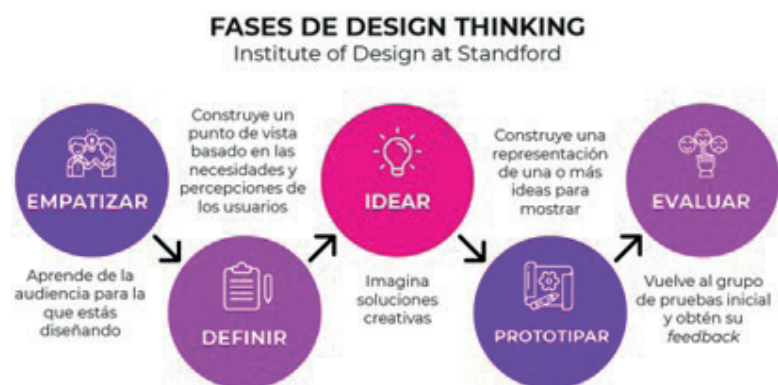 FASES DE DESIGN THINKING
Institute of Design at Standford
EMPATIZAR
Aprende de la
audiencia para la
que estás
diseñando
Construye un
punto de vista
basado en las
necesidades y
percepciones de
los usuarios
DEFINIR
IDEAR
Imagina
soluciones
creativas
Construye una
representación
de una o más
ideas para
mostrar
PROTOTIPAR
EVALUAR
Vuelve al grupo
de pruebas inicial
y obtén su
feedback